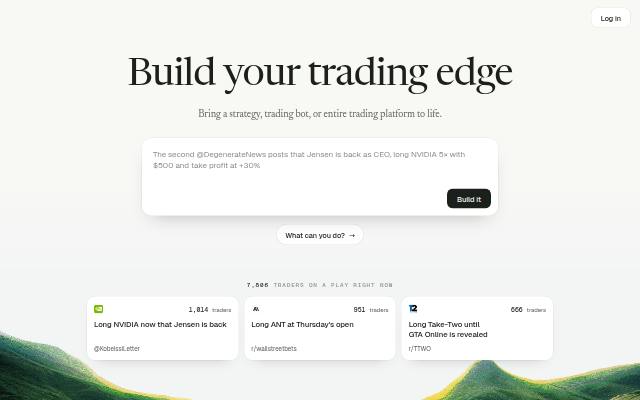 Log in
Build your trading edge
Bring a strategy, trading bot, or entire trading platform to life.
The second @DegenerateNews posts that Jensen is back as CEO, long NVIDIA 5x with
$500 and take profit at +30%
Build it
What can you do? →
7,806 TRADERS ON A PLAY RIGHT NOW
1,014 traders
Long NVIDIA now that Jensen is back
@KobeissiLetter
951 traders
Long ANT at Thursday's open
r/wallstreetbets
666 traders
Long Take-Two until
GTA Online is revealed
r/TTWO